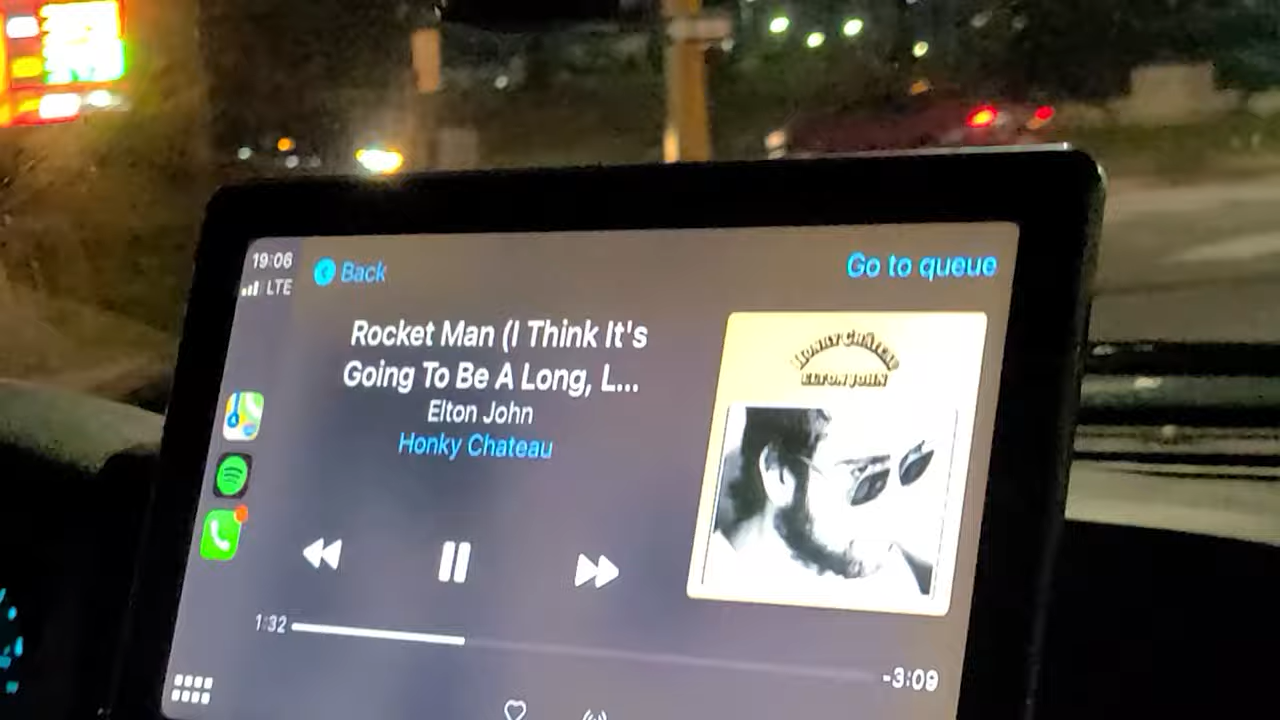 19:06
LTE
Back
Go to queue
Rocket Man (I Think It's
Going To Be A Long, L...
Elton John
Honky Chateau
HONKY CHÂTEAU
ELTON JOHN
1:32
-3:09